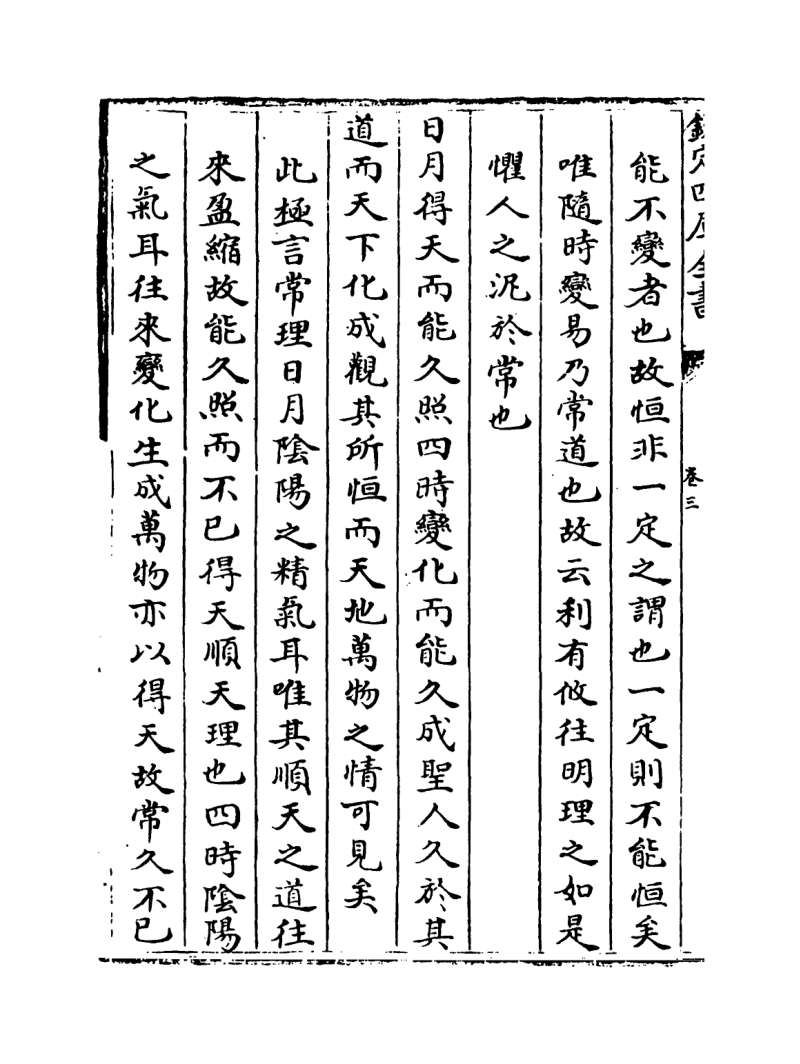 欽定四庫全書
卷三
能不變者也故恒非一定之謂也一定則不能恒矣
唯隨時變易乃常道也故云利有攸往明理之如是
懼人之泥於常也
日月得天而能久照四時變化而能久成聖人久於其
道而天下化成觀其所恒而天地萬物之情可見矣
此極言常理日月陰陽之精氣耳唯其順天之道往
來盈縮故能久照而不已得天順天理也四時陰陽
之氣耳往來變化生成萬物亦以得天故常久不已